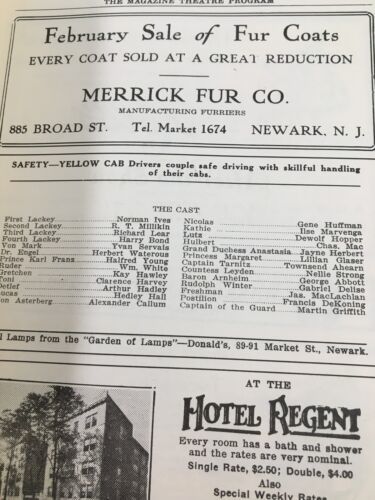 THE MAGAZINE THEATRE PROGRAM
February Sale of Fur Coats
EVERY COAT SOLD AT A GREAT REDUCTION
MERRICK FUR CO.
MANUFACTURING FURRIERS
885 BROAD ST. Tel. Market 1674 NEWARK, N. J.
SAFETY—YELLOW CAB Drivers couple safe driving with skillful handling
of their cabs.
THE CAST
First Lackey Norman Ives
Second Lackey R. T. Millikin
Third Lackey Richard Lear
Fourth Lackey Harry Bond
Von Mark Yvan Servais
Dr. Engel Herbert Waterous
Prince Karl Franz Halfred Young
Ruder Wm. White
Gretchen Kay Hawley
Toni Clarence Harvey
Detlef Arthur Hadley
Lucas Hedley Hall
on Asterberg Alexander Callum
Nicolas Gene Huffman
Kathie Ilse Marvenga
Lutz Dewolf Hopper
Hulbert Chas. Mac
Grand Duchess Anastasia Jayne Herbert
Princess Margaret Lillian Glaser
Captain Tarnitz Townsend Ahearn
Countess Leyden Nellie Strong
Baron Arnheim George Abbott
Rudolph Winter Gabriel Delise
Freshman Jas. MacLachlan
Postilion Francis DeKoning
Captain of the Guard Martin Griffith
l Lamps from the "Garden of Lamps"—Donald's, 89-91 Market St., Newark.
AT THE
HOTEL REGENT
Every room has a bath and shower
and the rates are very nominal.
Single Rate, $2.50; Double, $4.00
Also
Special Weekly Rates